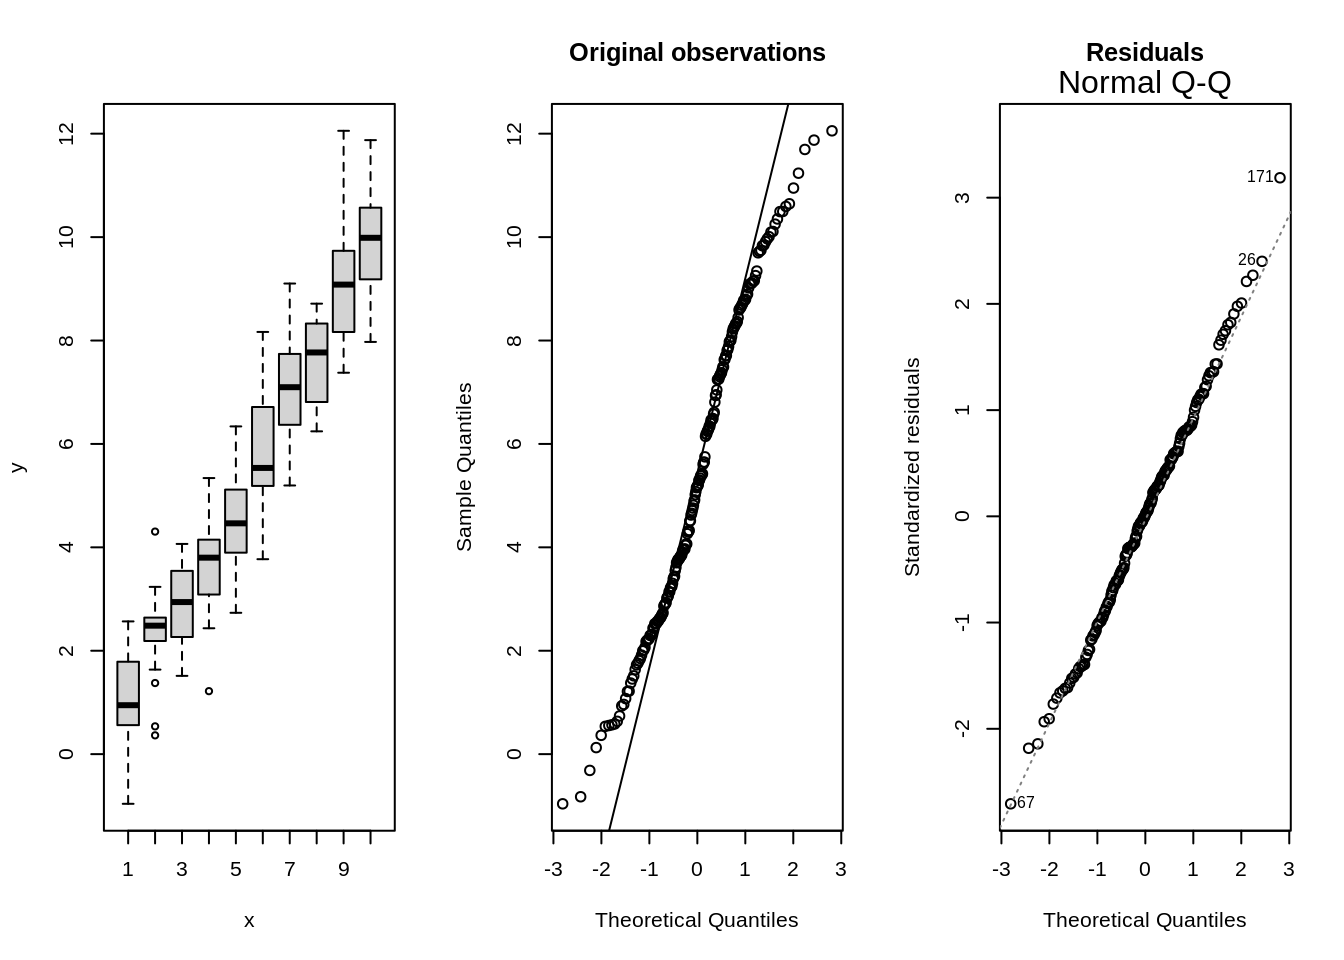 y
12
10
8
6
4
2
0
1 3 5 7 9
x
Original observations
Sample Quantiles
12
10
8
6
4
2
0
-3 -2 -1 0 1 2 3
Theoretical Quantiles
Residuals
Normal Q-Q
Standardized residuals
3
2
1
0
-1
-2
171
26
67
-3 -2 -1 0 1 2 3
Theoretical Quantiles